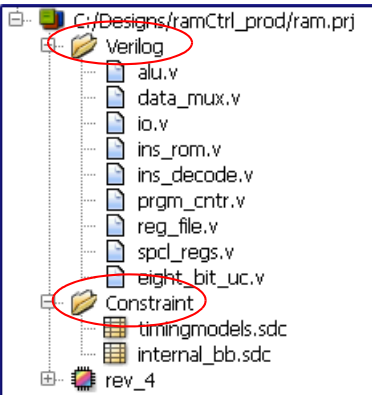 C:/Designs/ramCtrl_prod/ram.prj
Verilog
alu.v
data_mux.v
io.v
ins_rom.v
ins_decode.v
prgm_cntr.v
reg_file.v
spcl_regs.v
eight_bit_uc.v
Constraint
timingmodels.sdc
internal_bb.sdc
rev_4